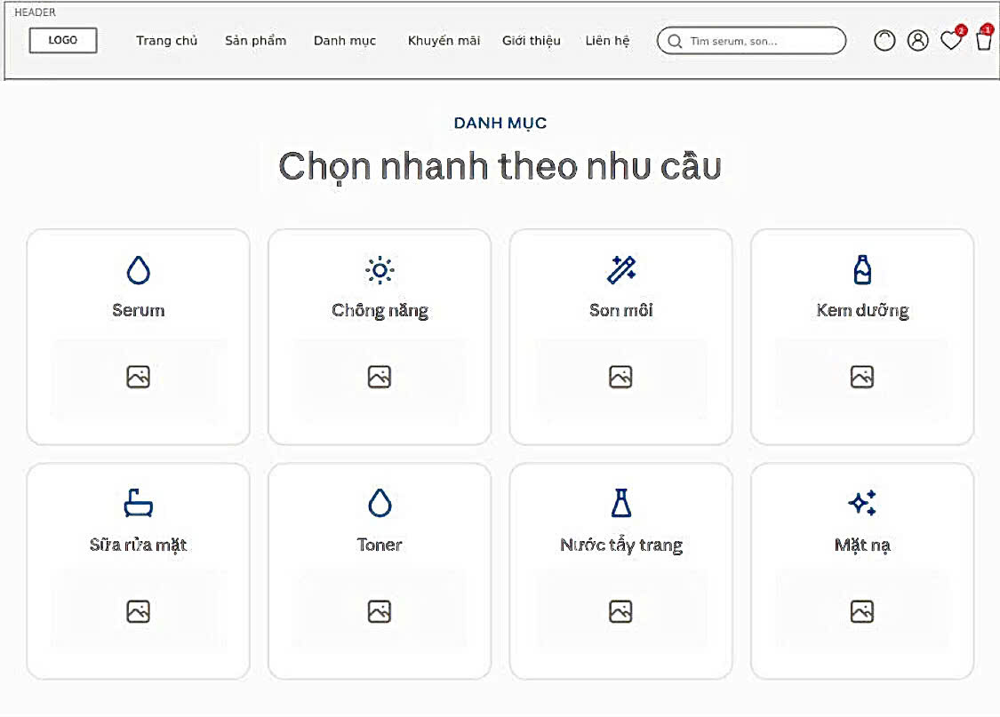 HEADER
LOGO Trang chủ Sản phẩm Danh mục Khuyến mãi Giới thiệu Liên hệ Tìm serum, son... 2 1
DANH MỤC
Chọn nhanh theo nhu cầu
Serum Chống nắng Son môi Kem dưỡng
Sữa rửa mặt Toner Nước tẩy trang Mặt nạ